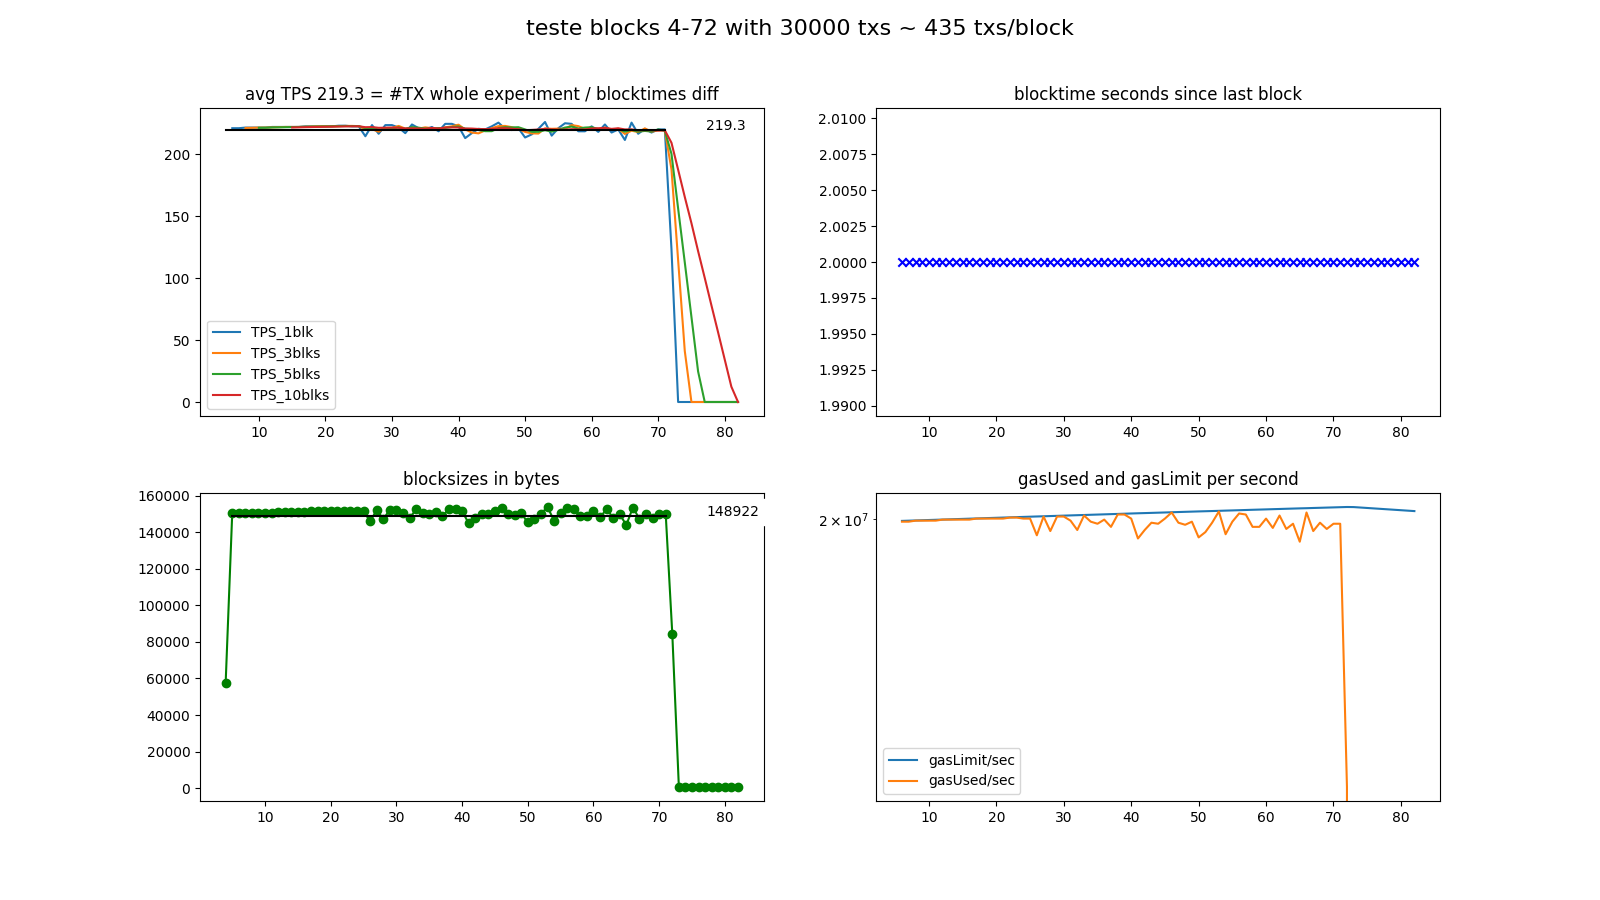 teste blocks 4-72 with 30000 txs ~ 435 txs/block
avg TPS 219.3 = #TX whole experiment / blocktimes diff
219.3
200
150
100
50
0
TPS_1blk
TPS_3blks
TPS_5blks
TPS_10blks
10 20 30 40 50 60 70 80
blocktime seconds since last block
2.0100
2.0075
2.0050
2.0025
2.0000
1.9975
1.9950
1.9925
1.9900
10 20 30 40 50 60 70 80
blocksizes in bytes
160000
148922
140000
120000
100000
80000
60000
40000
20000
0
10 20 30 40 50 60 70 80
gasUsed and gasLimit per second
2 × 10⁷
gasLimit/sec
gasUsed/sec
10 20 30 40 50 60 70 80